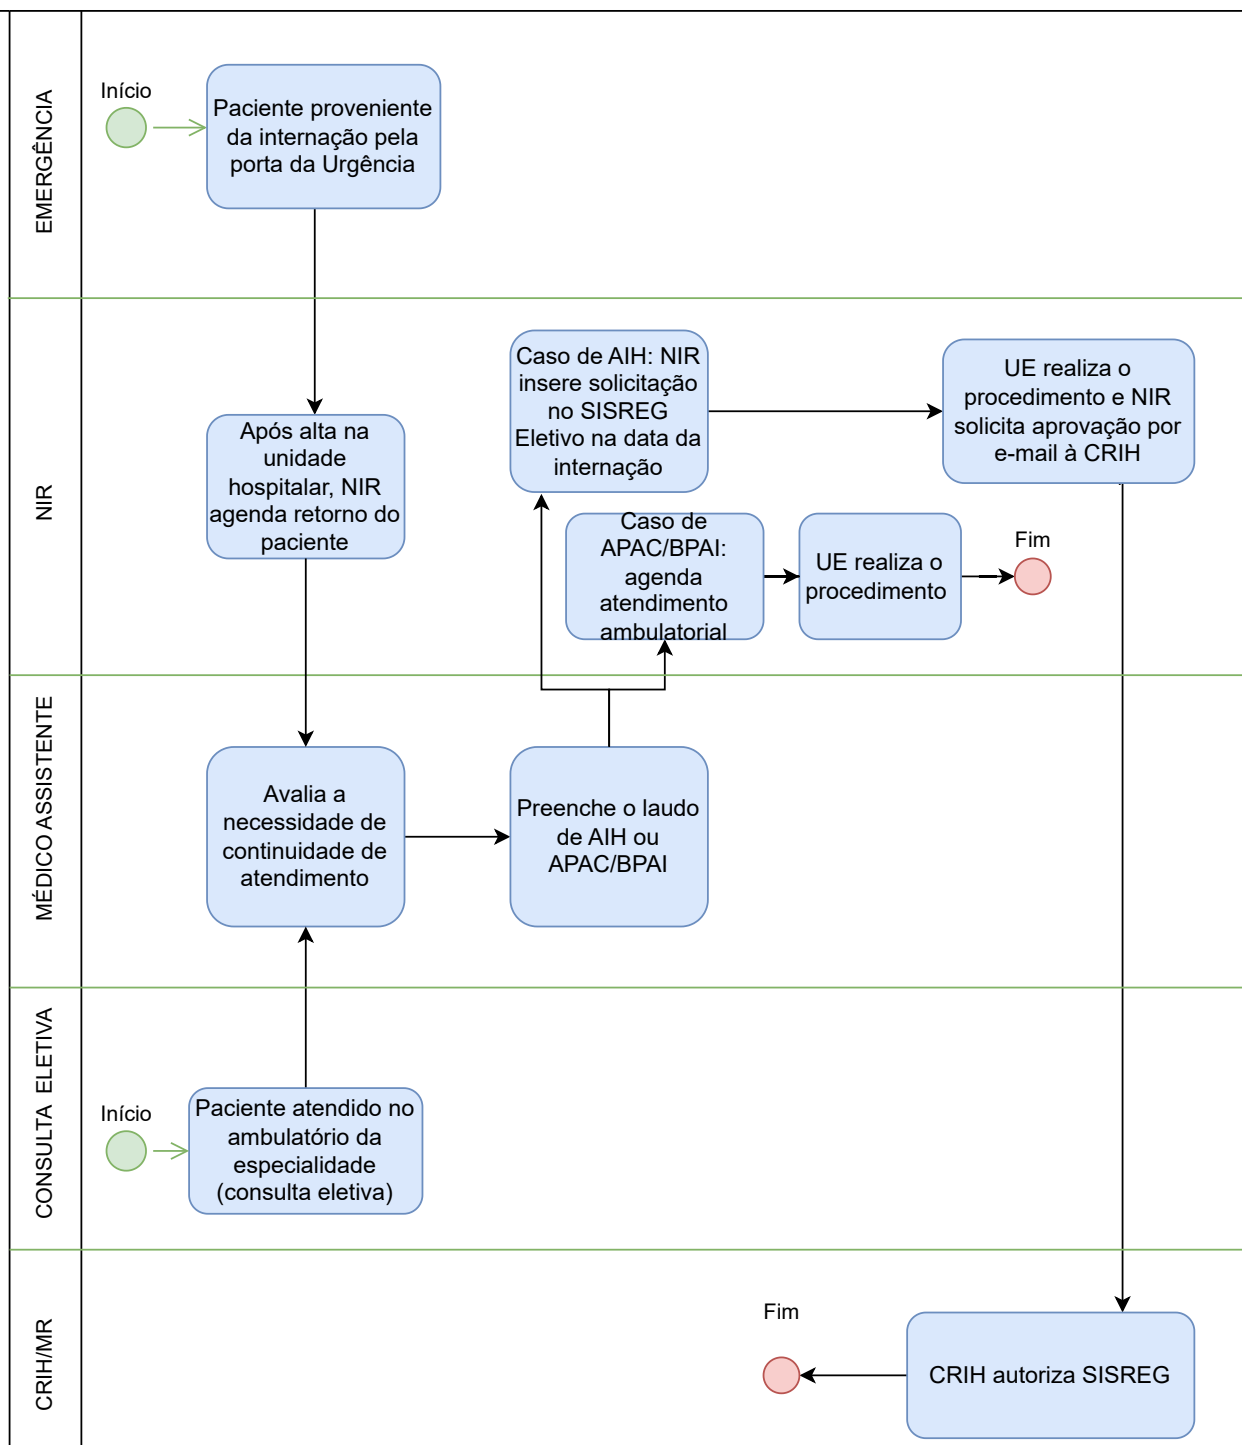 EMERGÊNCIA
Início
Paciente proveniente
da internação pela
porta da Urgência
NIR
Após alta na
unidade
hospitalar, NIR
agenda retorno do
paciente
Caso de AIH: NIR
insere solicitação
no SISREG
Eletivo na data da
internação
UE realiza o
procedimento e NIR
solicita aprovação por
e-mail à CRIH
Caso de
APAC/BPAI:
agenda
atendimento
ambulatorial
UE realiza o
procedimento
Fim
MÉDICO ASSISTENTE
Avalia a
necessidade de
continuidade de
atendimento
Preenche o laudo
de AIH ou
APAC/BPAI
CONSULTA ELETIVA
Início
Paciente atendido no
ambulatório da
especialidade
(consulta eletiva)
CRIH/MR
Fim
CRIH autoriza SISREG